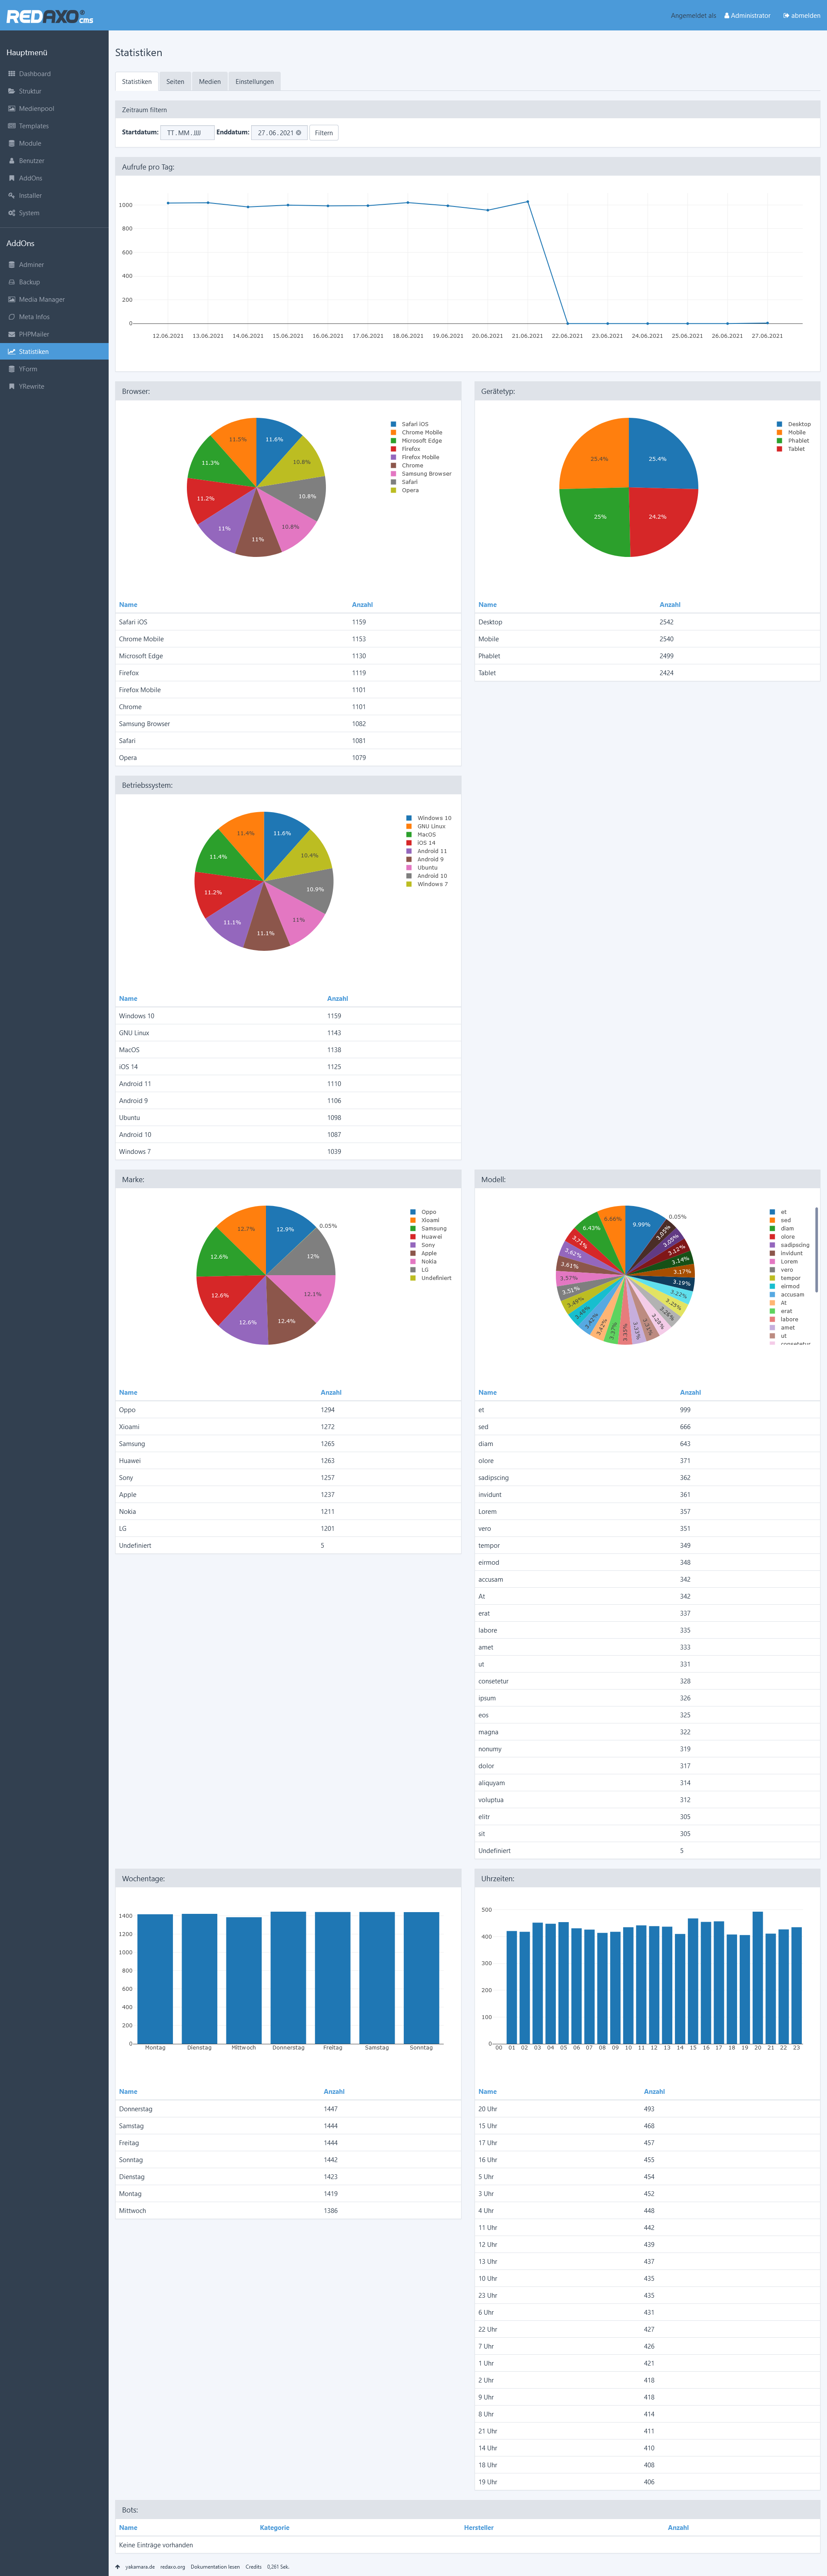 REDAXO® cms
Angemeldet als Administrator abmelden
Hauptmenü
Dashboard
Struktur
Medienpool
Templates
Module
Benutzer
AddOns
Installer
System
AddOns
Adminer
Backup
Media Manager
Meta Infos
PHPMailer
Statistiken
YForm
YRewrite
Statistiken
Statistiken Seiten Medien Einstellungen
Zeitraum filtern
Startdatum: TT.MM.JJJJ Enddatum: 27.06.2021 Filtern
Aufrufe pro Tag:
1000
800
600
400
200
0
12.06.2021 13.06.2021 14.06.2021 15.06.2021 16.06.2021 17.06.2021 18.06.2021 19.06.2021 20.06.2021 21.06.2021 22.06.2021 23.06.2021 24.06.2021 25.06.2021 26.06.2021 27.06.2021
Browser:
11.6%
10.8%
10.8%
10.8%
11%
11%
11.2%
11.3%
11.5%
Safari iOS
Chrome Mobile
Microsoft Edge
Firefox
Firefox Mobile
Chrome
Samsung Browser
Safari
Opera
Name Anzahl
Safari iOS 1159
Chrome Mobile 1153
Microsoft Edge 1130
Firefox 1119
Firefox Mobile 1101
Chrome 1101
Samsung Browser 1082
Safari 1081
Opera 1079
Gerätetyp:
25.4%
24.2%
25%
25.4%
Desktop
Mobile
Phablet
Tablet
Name Anzahl
Desktop 2542
Mobile 2540
Phablet 2499
Tablet 2424
Betriebssystem:
11.6%
10.4%
10.9%
11%
11.1%
11.1%
11.2%
11.4%
11.4%
Windows 10
GNU Linux
MacOS
iOS 14
Android 11
Android 9
Ubuntu
Android 10
Windows 7
Name Anzahl
Windows 10 1159
GNU Linux 1143
MacOS 1138
iOS 14 1125
Android 11 1110
Android 9 1106
Ubuntu 1098
Android 10 1087
Windows 7 1039
Marke:
12.9%
0.05%
12%
12.1%
12.4%
12.6%
12.6%
12.6%
12.7%
Oppo
Xioami
Samsung
Huawei
Sony
Apple
Nokia
LG
Undefiniert
Name Anzahl
Oppo 1294
Xioami 1272
Samsung 1265
Huawei 1263
Sony 1257
Apple 1237
Nokia 1211
LG 1201
Undefiniert 5
Modell:
9.99%
0.05%
3.05%
3.05%
3.12%
3.14%
3.17%
3.19%
3.22%
3.25%
3.26%
3.28%
3.31%
3.33%
3.35%
3.37%
3.42%
3.42%
3.48%
3.49%
3.51%
3.57%
3.61%
3.62%
3.71%
6.43%
6.66%
et
sed
diam
olore
sadipscing
invidunt
Lorem
vero
tempor
eirmod
accusam
At
erat
labore
amet
ut
consetetur
Name Anzahl
et 999
sed 666
diam 643
olore 371
sadipscing 362
invidunt 361
Lorem 357
vero 351
tempor 349
eirmod 348
accusam 342
At 342
erat 337
labore 335
amet 333
ut 331
consetetur 328
ipsum 326
eos 325
magna 322
nonumy 319
dolor 317
aliquyam 314
voluptua 312
elitr 305
sit 305
Undefiniert 5
Wochentage:
1400
1200
1000
800
600
400
200
0
Montag Dienstag Mittwoch Donnerstag Freitag Samstag Sonntag
Name Anzahl
Donnerstag 1447
Samstag 1444
Freitag 1444
Sonntag 1442
Dienstag 1423
Montag 1419
Mittwoch 1386
Uhrzeiten:
500
400
300
200
100
0
00 01 02 03 04 05 06 07 08 09 10 11 12 13 14 15 16 17 18 19 20 21 22 23
Name Anzahl
20 Uhr 493
15 Uhr 468
17 Uhr 457
16 Uhr 455
5 Uhr 454
3 Uhr 452
4 Uhr 448
11 Uhr 442
12 Uhr 439
13 Uhr 437
10 Uhr 435
23 Uhr 435
6 Uhr 431
22 Uhr 427
7 Uhr 426
1 Uhr 421
2 Uhr 418
9 Uhr 418
8 Uhr 414
21 Uhr 411
14 Uhr 410
18 Uhr 408
19 Uhr 406
Bots:
Name Kategorie Hersteller Anzahl
Keine Einträge vorhanden
yakamara.de redaxo.org Dokumentation lesen Credits 0,261 Sek.